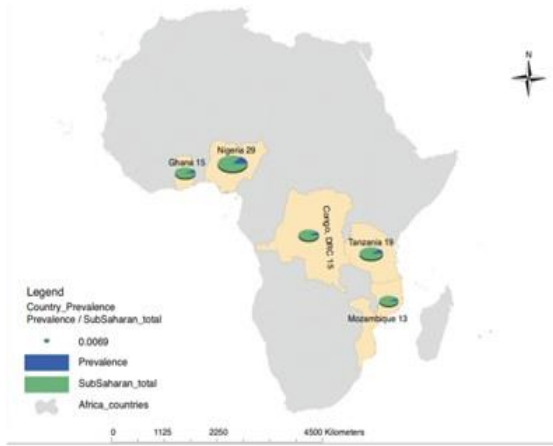 N
Nigeria 29
Ghana 15
Congo, DRC 15
Tanzania 19
Mozambique 13
Legend
Country_Prevalence
Prevalence / SubSaharan_total
0.0069
Prevalence
SubSaharan_total
Africa_countries
0 1125 2250 4500 Kilometers